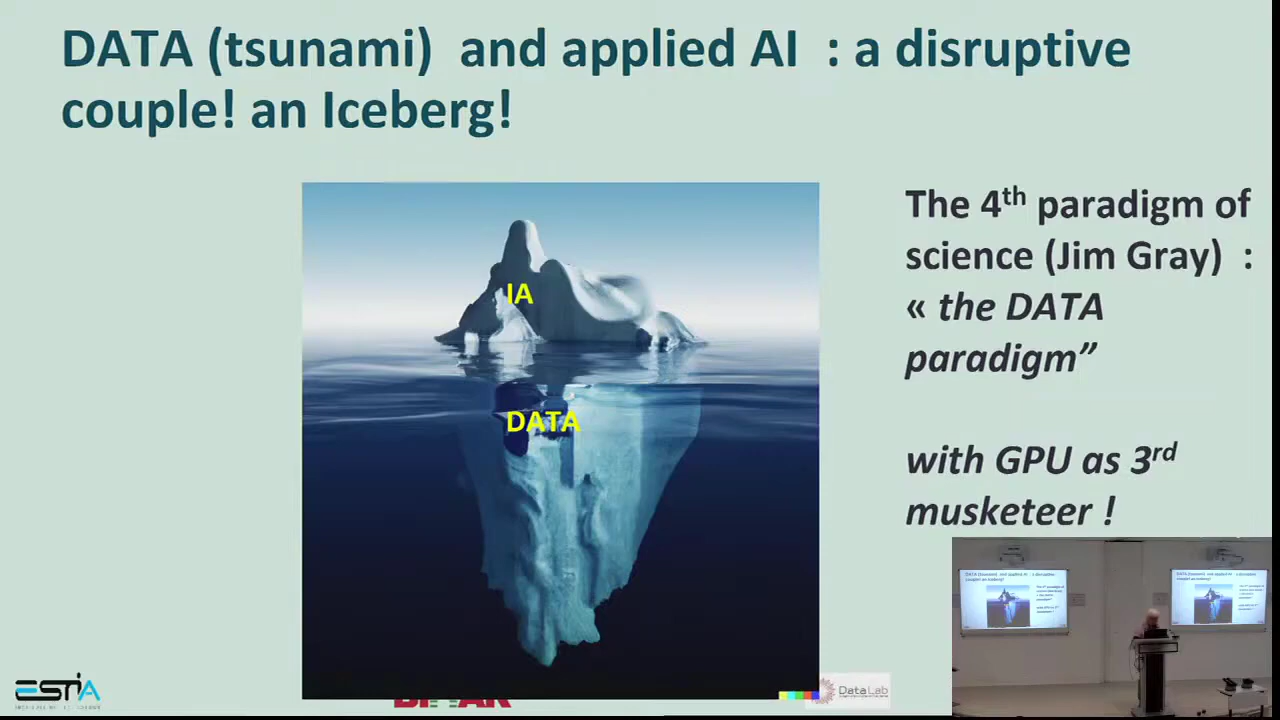 DATA (tsunami) and applied AI : a disruptive
couple! an Iceberg!
The 4th paradigm of
science (Jim Gray) :
« the DATA
paradigm”
with GPU as 3rd
musketeer !
IA
DATA
ESTIA
DataLab